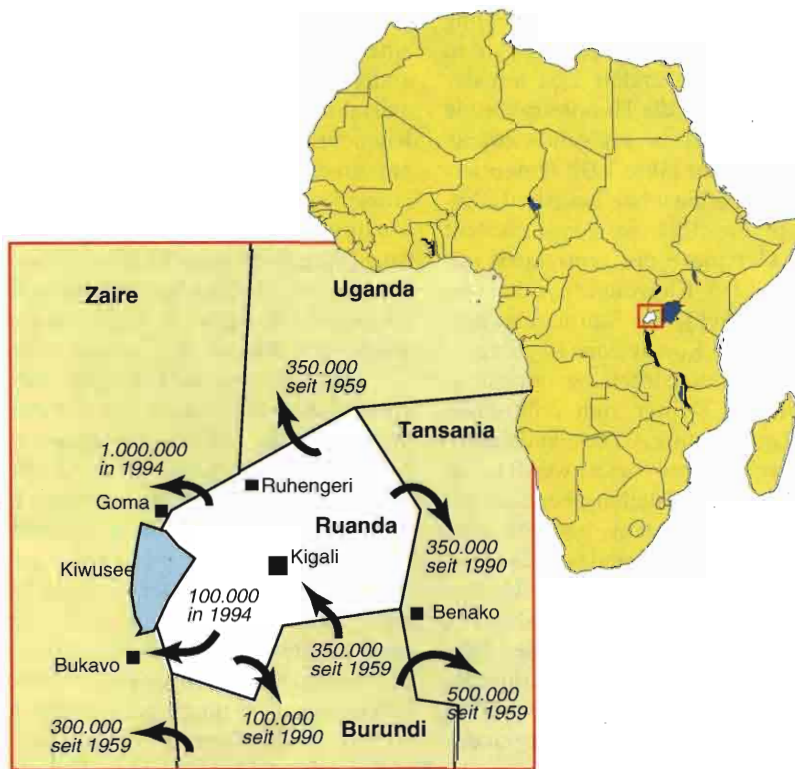 Zaire
Uganda
350.000
seit 1959
Tansania
1.000.000
in 1994
Ruhengeri
Goma
Ruanda
350.000
seit 1990
Kigali
Kiwusee
100.000
in 1994
Benako
350.000
seit 1959
Bukavo
500.000
seit 1959
100.000
seit 1990
Burundi
300.000
seit 1959